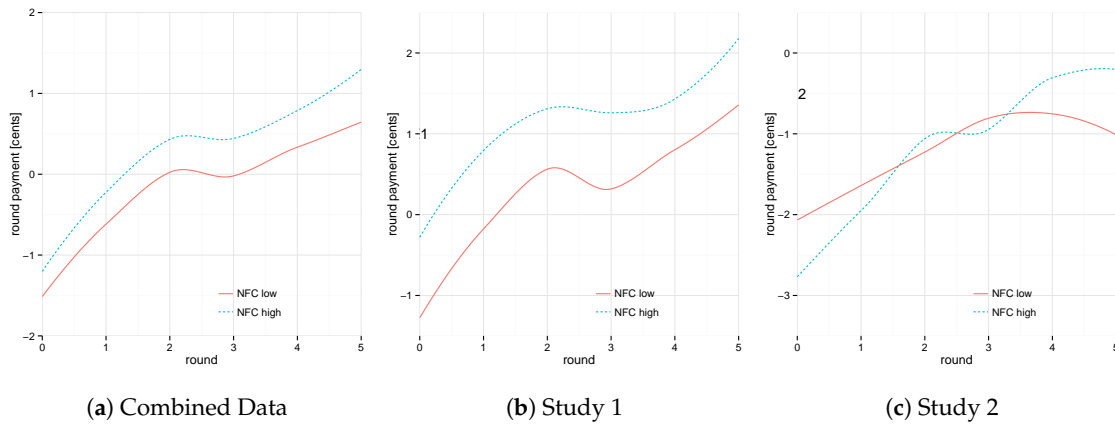 2
1
0
−1
−2
0
1
2
3
4
5
round payment [cents]
round
NFC low
NFC high
(a) Combined Data
2
1
1
0
−1
0
1
2
3
4
5
round payment [cents]
round
NFC low
NFC high
(b) Study 1
0
2
−1
−2
−3
0
1
2
3
4
5
round payment [cents]
round
NFC low
NFC high
(c) Study 2